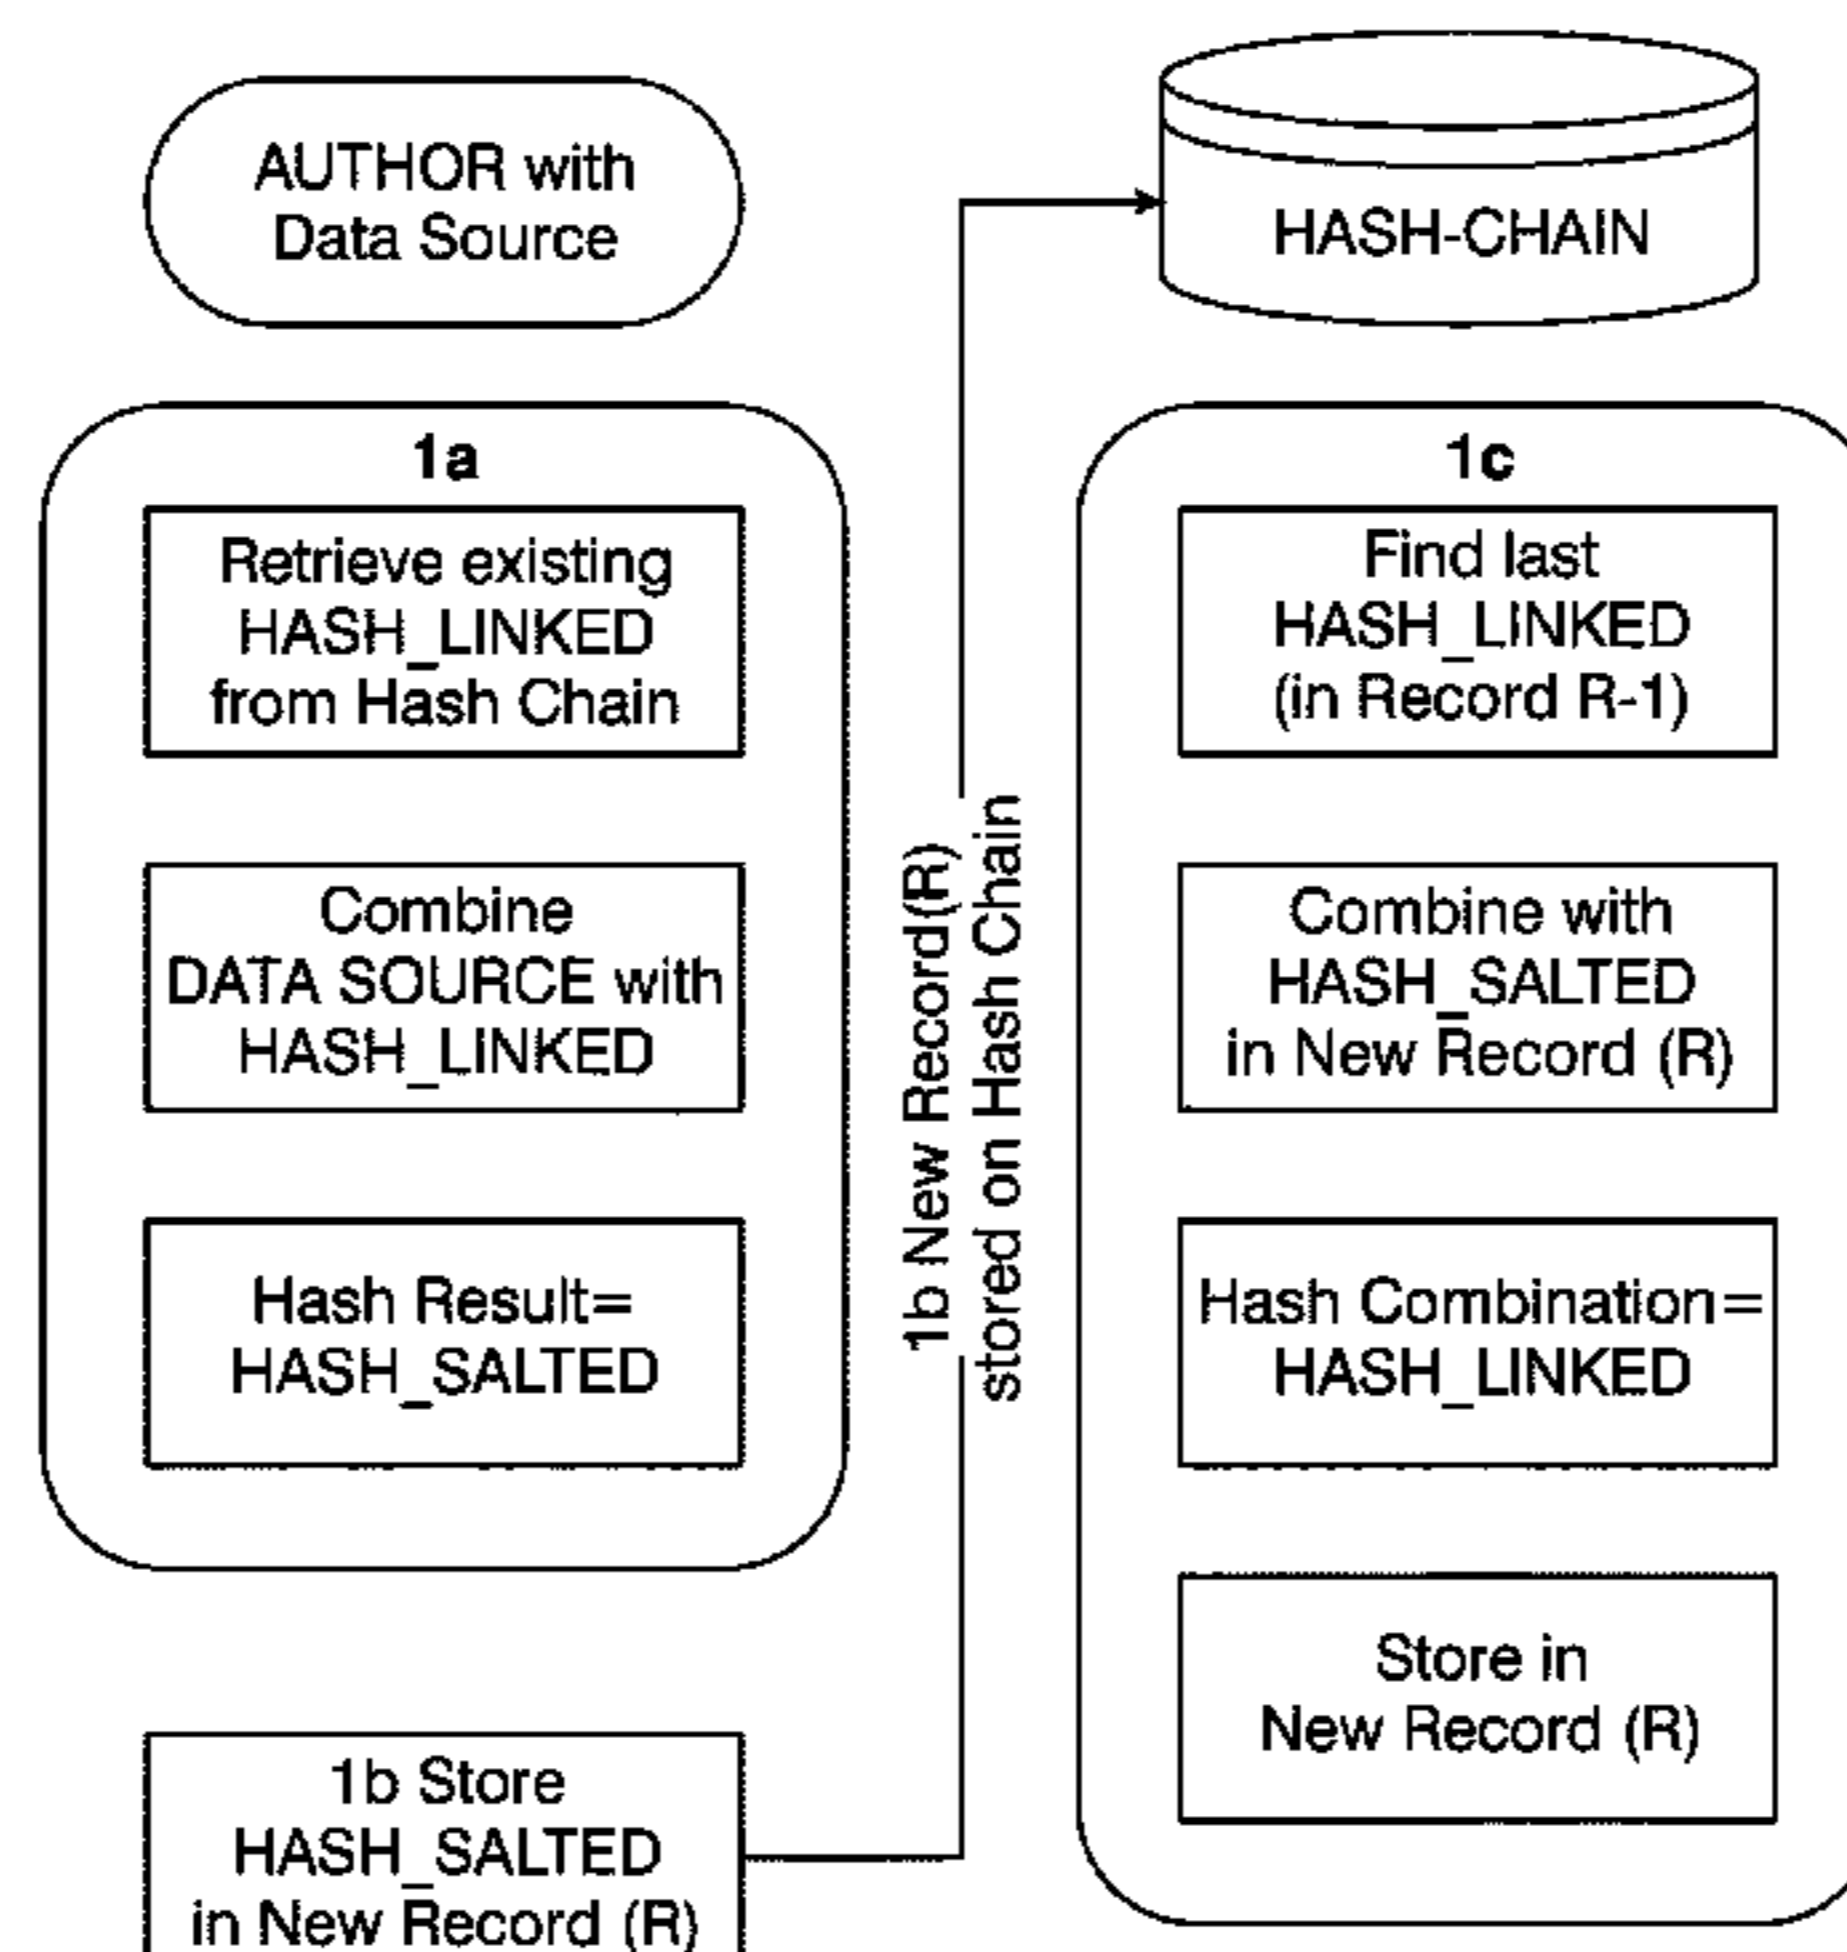 AUTHOR with
Data Source
HASH-CHAIN
1a
Retrieve existing
HASH_LINKED
from Hash Chain
Combine
DATA SOURCE with
HASH_LINKED
Hash Result=
HASH_SALTED
1b Store
HASH_SALTED
in New Record (R)
1b New Record(R)
stored on Hash Chain
1c
Find last
HASH_LINKED
(in Record R-1)
Combine with
HASH_SALTED
in New Record (R)
Hash Combination=
HASH_LINKED
Store in
New Record (R)